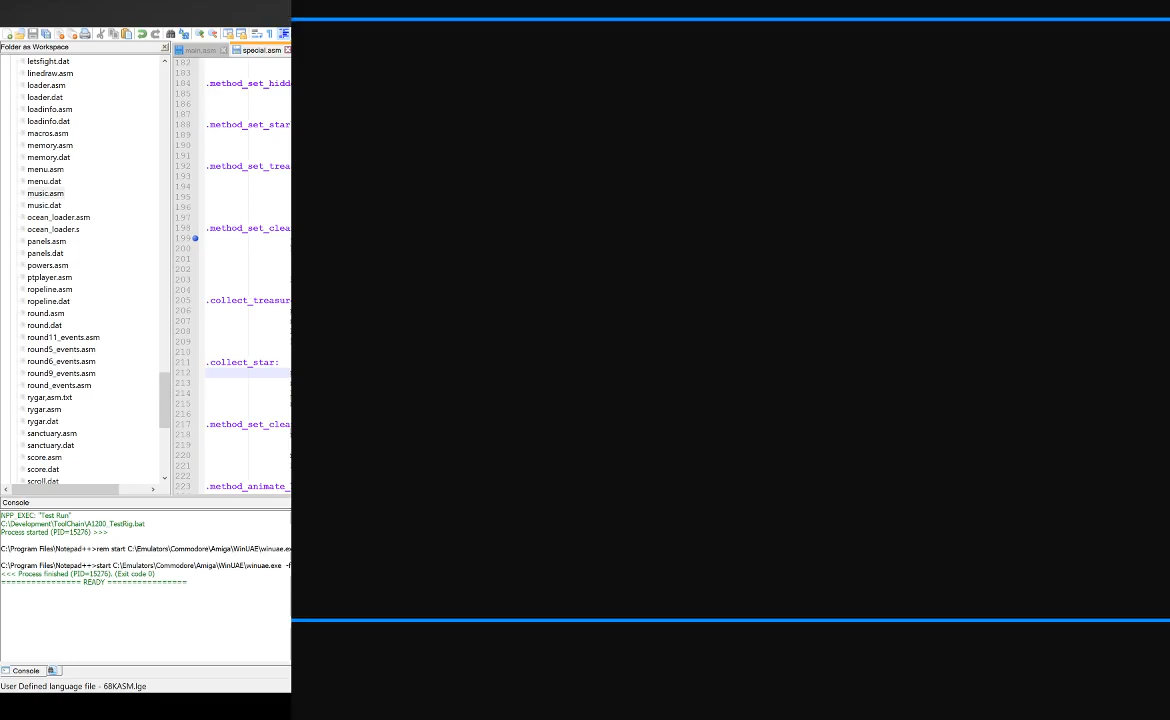 Folder as Workspace
main.asm
special.asm
letsfight.dat
linedraw.asm
loader.asm
loader.dat
loadinfo.asm
loadinfo.dat
macros.asm
memory.asm
memory.dat
menu.asm
menu.dat
music.asm
music.dat
ocean_loader.asm
ocean_loader.s
panels.asm
panels.dat
powers.asm
ptplayer.asm
ropeline.asm
ropeline.dat
round.asm
round.dat
round11_events.asm
round5_events.asm
round6_events.asm
round9_events.asm
round_events.asm
rygar,asm.txt
rygar.asm
rygar.dat
sanctuary.asm
sanctuary.dat
score.asm
score.dat
scroll.dat
182
183
184 .method_set_hidd
185
186
187
188 .method_set_star
189
190
191
192 .method_set_trea
193
194
195
196
197
198 .method_set_clea
199
200
201
202
203
204
205 .collect_treasur
206
207
208
209
210
211 .collect_star:
212
213
214
215
216
217 .method_set_clea
218
219
220
221
222
223 .method_animate_
Console
NPP_EXEC: "Test Run"
C:\Development\ToolChain\A1200_TestRig.bat
Process started (PID=15276) >>>
C:\Program Files\Notepad++>rem start C:\Emulators\Commodore\Amiga\WinUAE\winuae.ex
C:\Program Files\Notepad++>start C:\Emulators\Commodore\Amiga\WinUAE\winuae.exe -f
<<< Process finished (PID=15276). (Exit code 0)
================ READY ================
Console
User Defined language file - 68KASM.lge